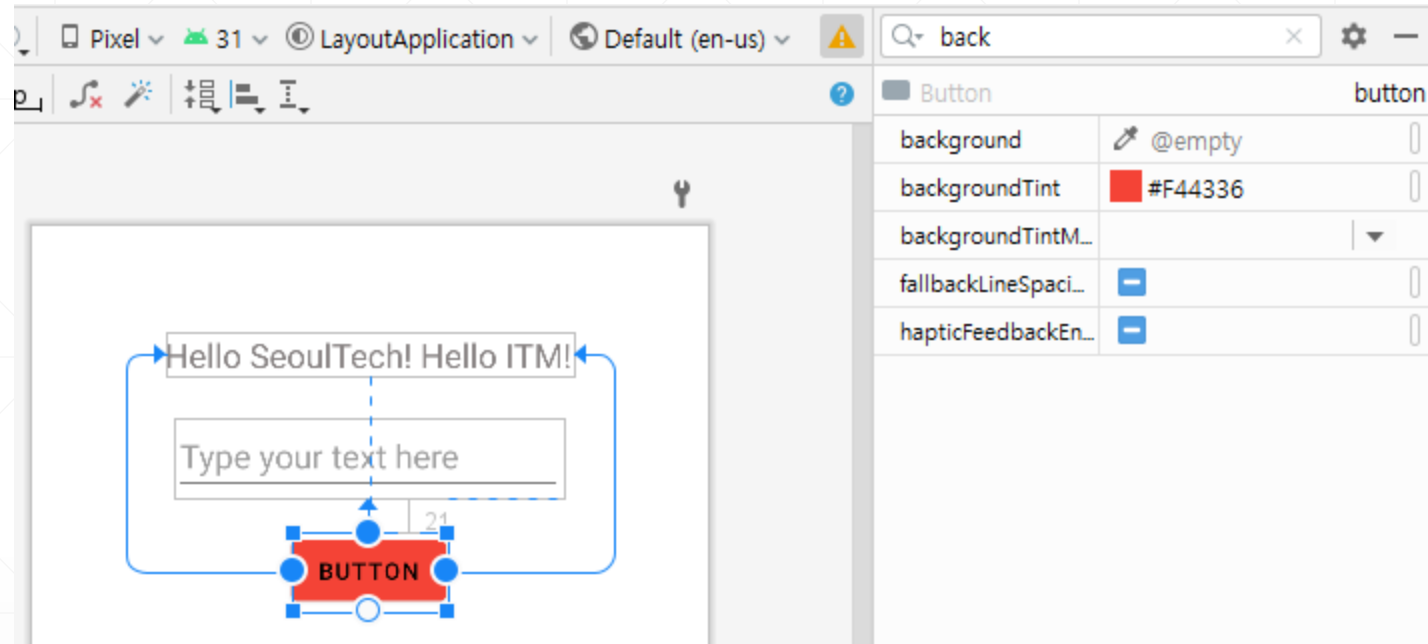 Pixel 31 LayoutApplication Default (en-us)
back
Button button
background @empty
backgroundTint #F44336
backgroundTintM...
fallbackLineSpaci...
hapticFeedbackEn...
Hello SeoulTech! Hello ITM!
Type your text here
21
BUTTON